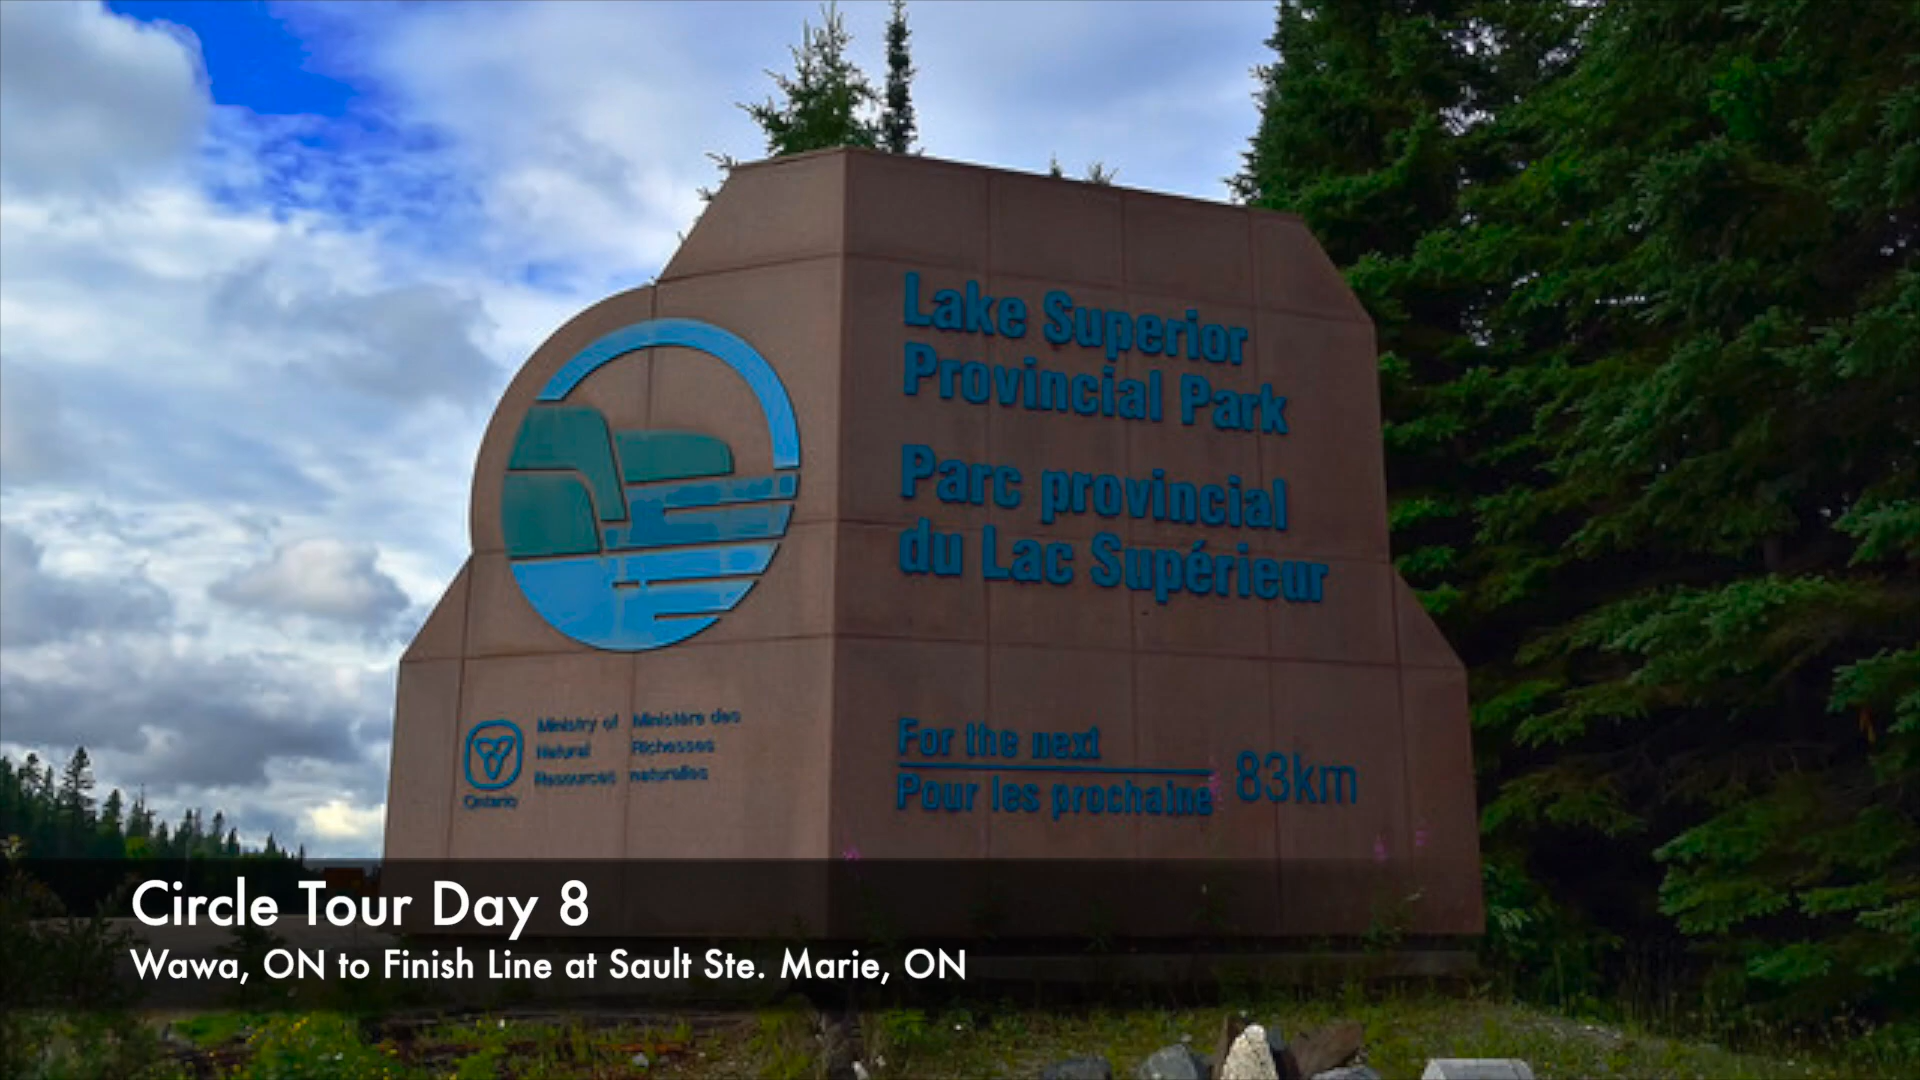 Lake Superior
Provincial Park
Parc provincial
du Lac Supérieur
Ministry of
Natural
Resources
Ministère des
Richesses
naturelles
Ontario
For the next
Pour les prochaine
83km
Circle Tour Day 8
Wawa, ON to Finish Line at Sault Ste. Marie, ON